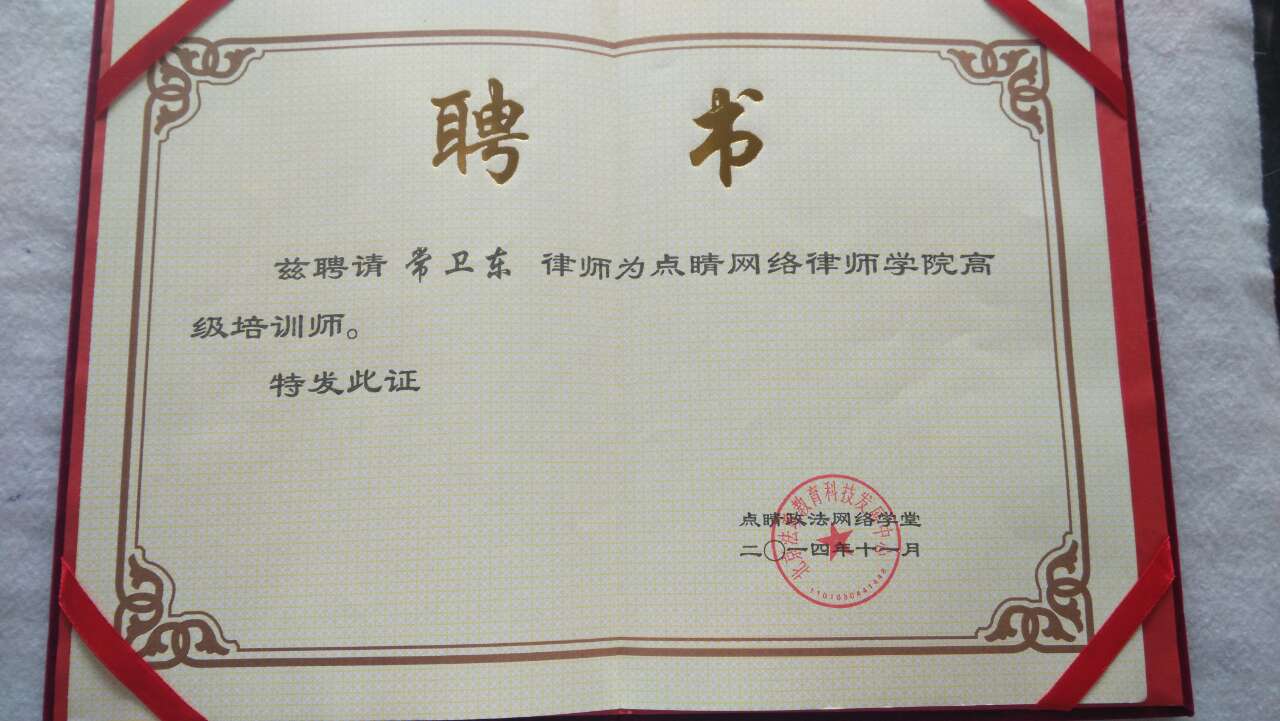 聘书
兹聘请 常卫东 律师为点睛网络律师学院高
级培训师。
特发此证
点睛政法网络学堂
二〇一四年十一月